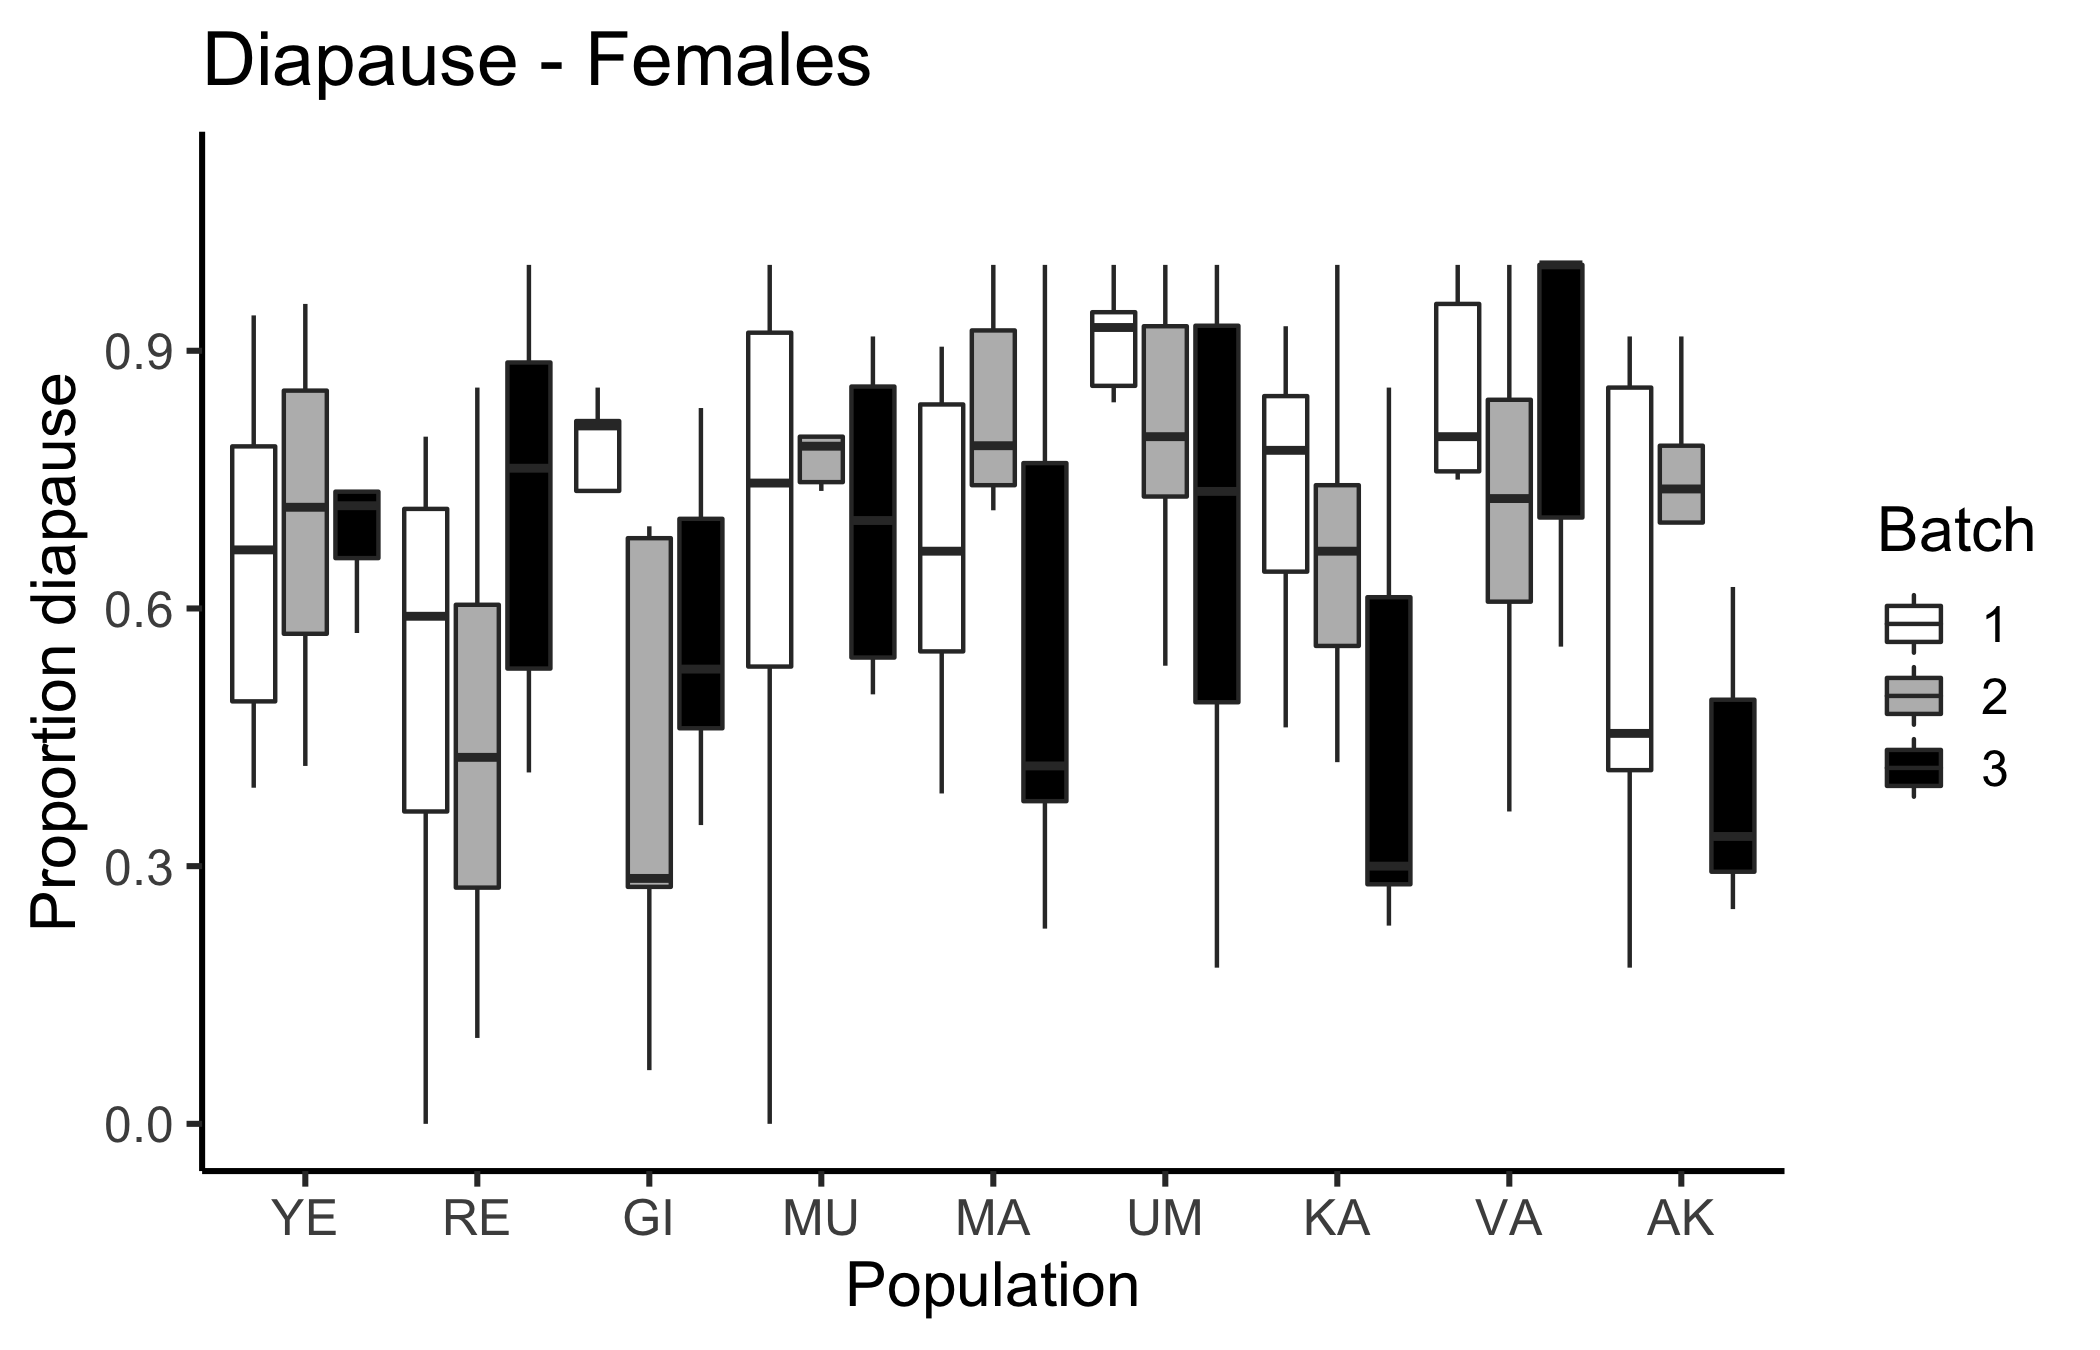 Diapause - Females
Proportion diapause
0.9
0.6
0.3
0.0
YE RE GI MU MA UM KA VA AK
Population
Batch
1
2
3